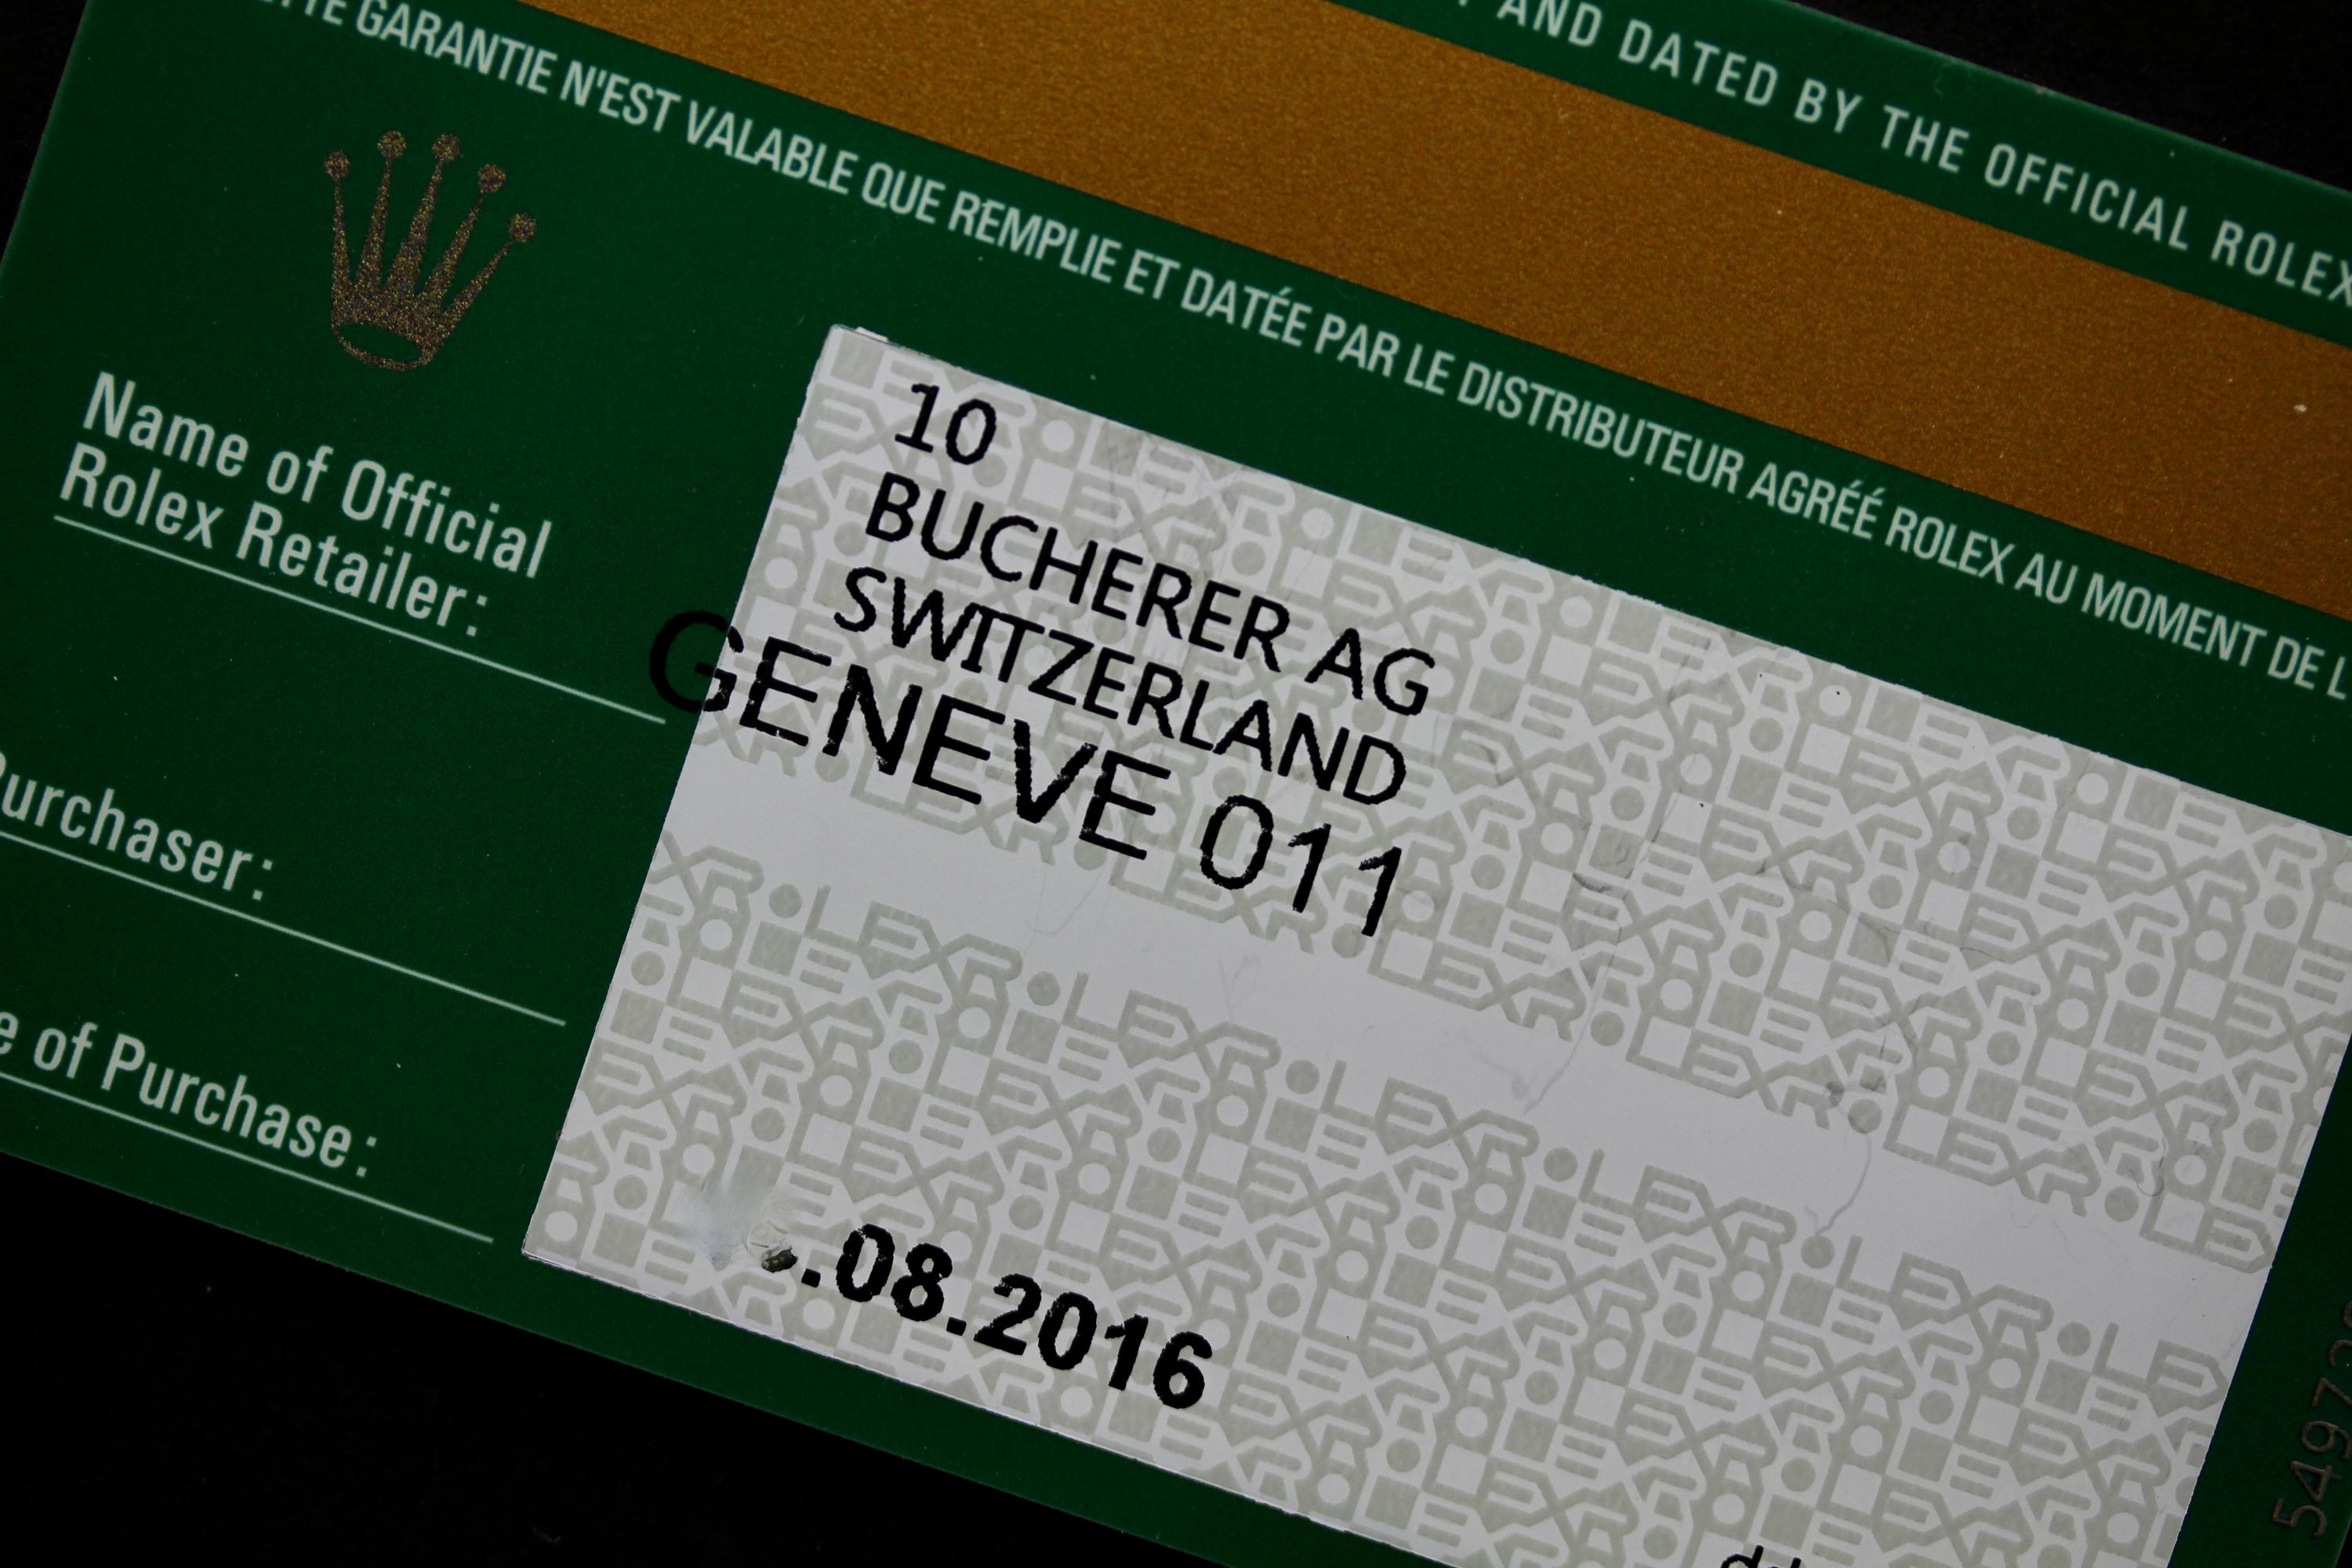 AND DATED BY THE OFFICIAL ROLEX
GARANTIE N'EST VALABLE QUE REMPLIE ET DATÉE PAR LE DISTRIBUTEUR AGRÉÉ ROLEX AU MOMENT DE L
Name of Official
Rolex Retailer:
10
BUCHERER AG
SWITZERLAND
GENEVE 011
Purchaser:
of Purchase:
.08.2016